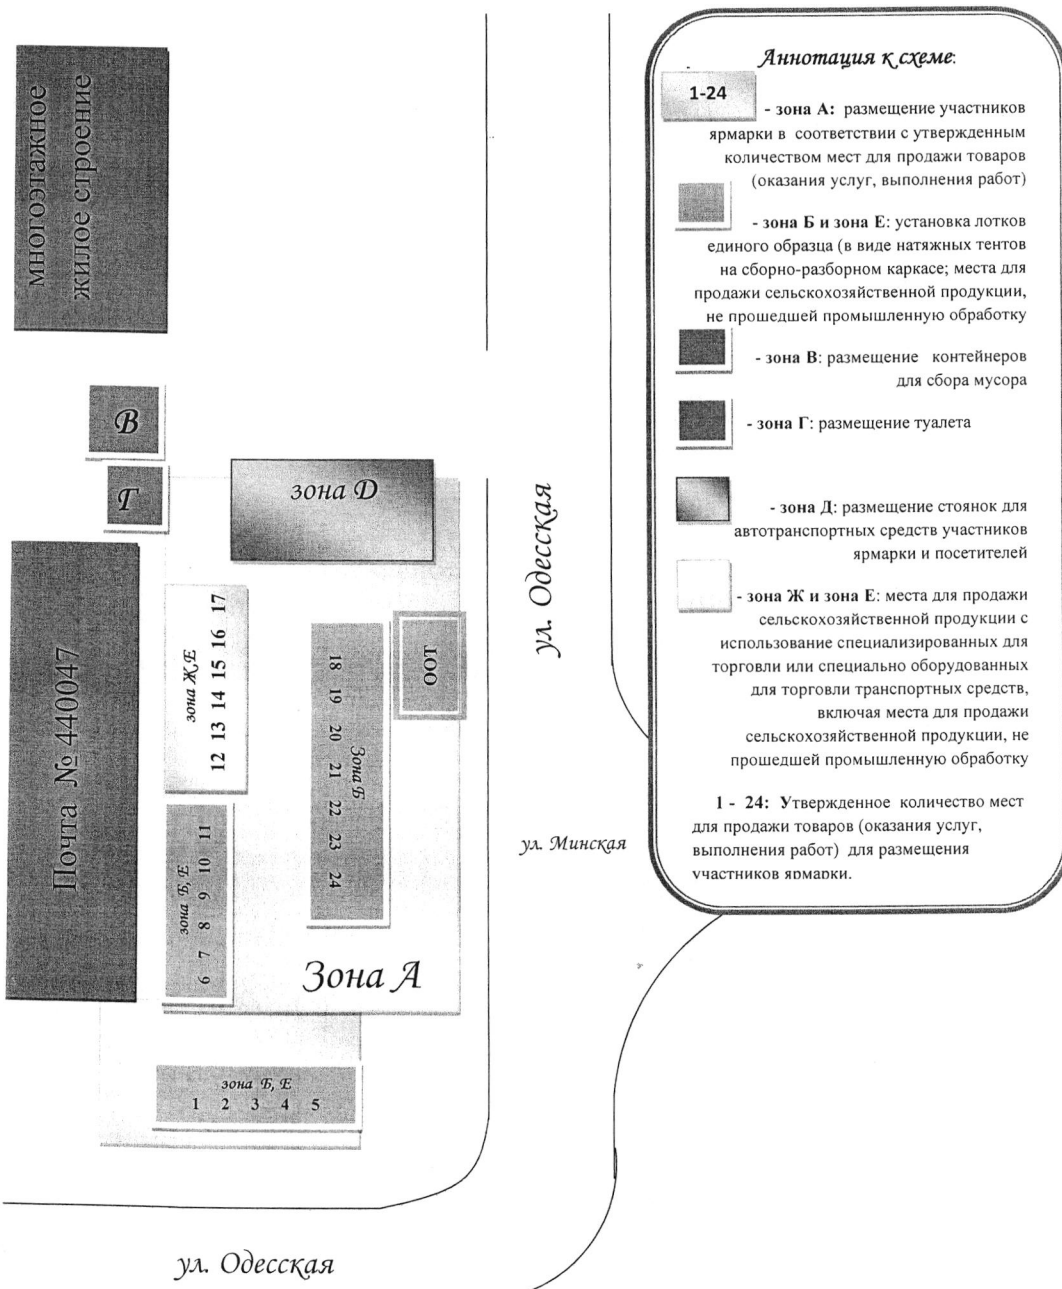 многоэтажное
жилое строение
В
Г
зона Д
зона Ж,Е
12 13 14 15 16 17
ООТ
18 19 20 21 22 23 24
Зона Б
Почта № 440047
зона Б, Е
6 7 8 9 10 11
Зона А
зона Б, Е
1 2 3 4 5
ул. Одесская
ул. Минская
ул. Одесская
Аннотация к схеме:
1-24
- зона А: размещение участников
ярмарки в соответствии с утвержденным
количеством мест для продажи товаров
(оказания услуг, выполнения работ)
- зона Б и зона Е: установка лотков
единого образца (в виде натяжных тентов
на сборно-разборном каркасе; места для
продажи сельскохозяйственной продукции,
не прошедшей промышленную обработку
- зона В: размещение контейнеров
для сбора мусора
- зона Г: размещение туалета
- зона Д: размещение стоянок для
автотранспортных средств участников
ярмарки и посетителей
- зона Ж и зона Е: места для продажи
сельскохозяйственной продукции с
использование специализированных для
торговли или специально оборудованных
для торговли транспортных средств,
включая места для продажи
сельскохозяйственной продукции, не
прошедшей промышленную обработку
1 - 24: Утвержденное количество мест
для продажи товаров (оказания услуг,
выполнения работ) для размещения
участников ярмарки.